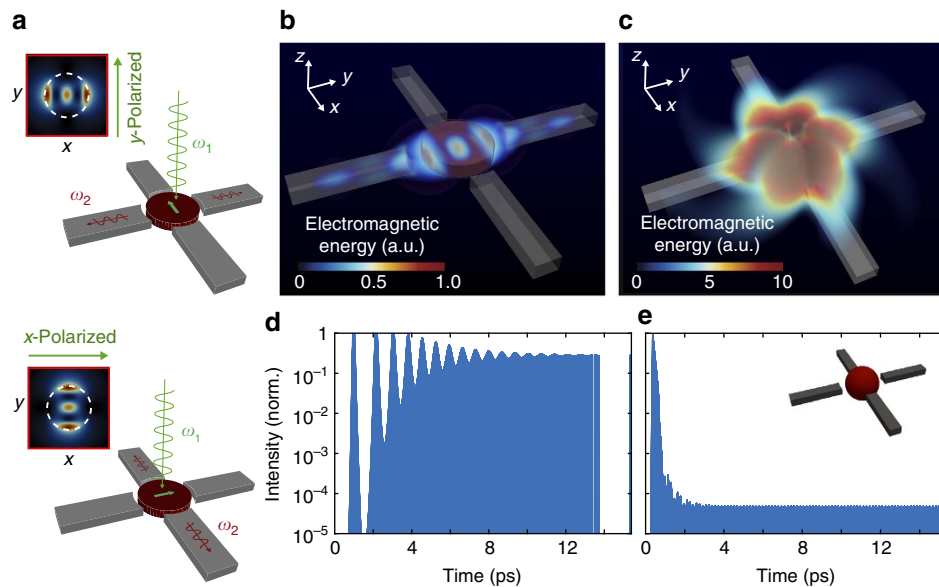 a
y
x
y-Polarized
ω1
ω2
x-Polarized
y
x
ω1
ω2
b
z
y
x
Electromagnetic
energy (a.u.)
0 0.5 1.0
c
z
y
x
Electromagnetic
energy (a.u.)
0 5 10
d
Intensity (norm.)
1
10⁻¹
10⁻²
10⁻³
10⁻⁴
10⁻⁵
0 4 8 12
Time (ps)
e
0 4 8 12
Time (ps)